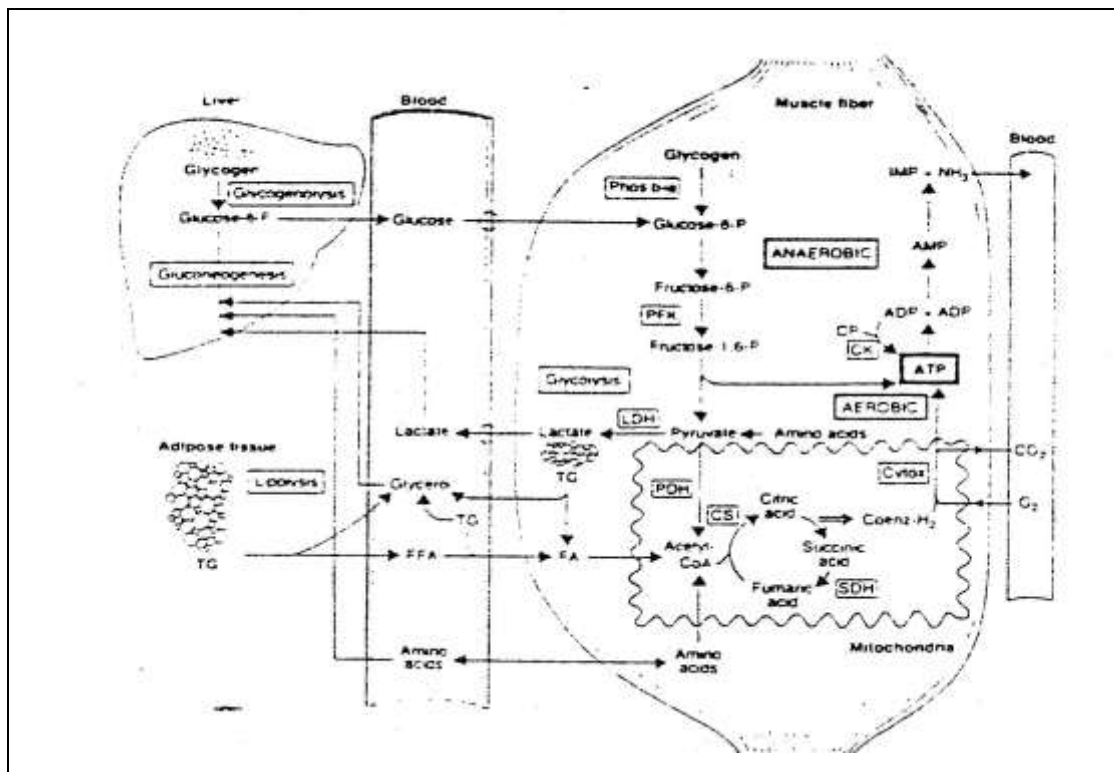 Liver
Blood
Muscle fiber
Blood
Glycogen
Glycogenolysis
Glucose-6-P
Gluconeogenesis
Glucose
Glycogen
Glucose-6-P
Fructose-6-P
PFK
Fructose-1,6-P
Glycolysis
LDH
Lactate
Lactate
Pyruvate
Amino acids
TG
ANAEROBIC
AEROBIC
IMP + NH3
AMP
ADP + ADP
CP
CK
ATP
CO2
O2
Adipose tissue
Lipolysis
TG
Glycerol
TG
FFA
FA
PDH
CS
Citric
acid
Coenz-H2
Cytox
Acetyl-
CoA
Succinic
acid
Fumaric
acid
SDH
Mitochondria
Amino
acids
Amino
acids